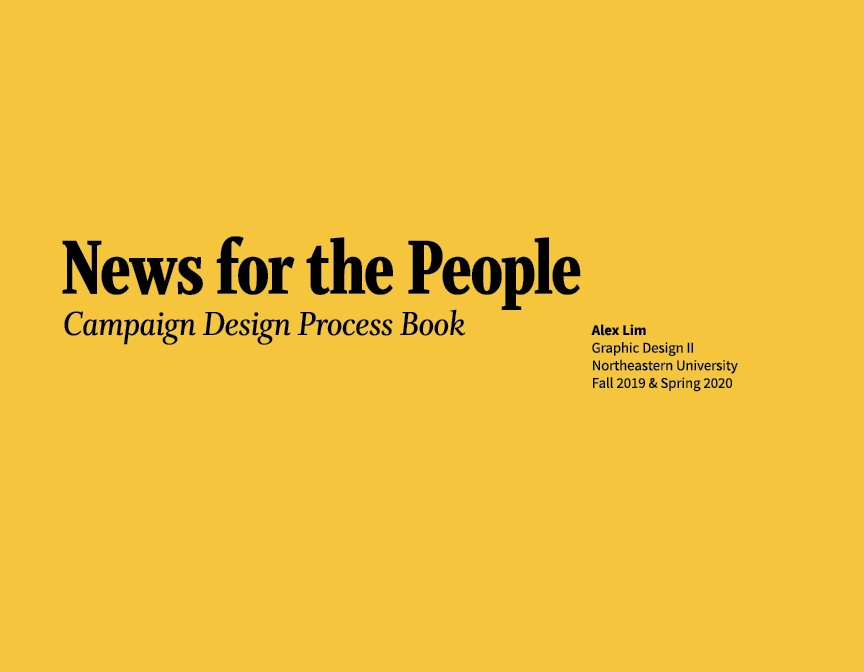 News for the People
Campaign Design Process Book
Alex Lim
Graphic Design II
Northeastern University
Fall 2019 & Spring 2020